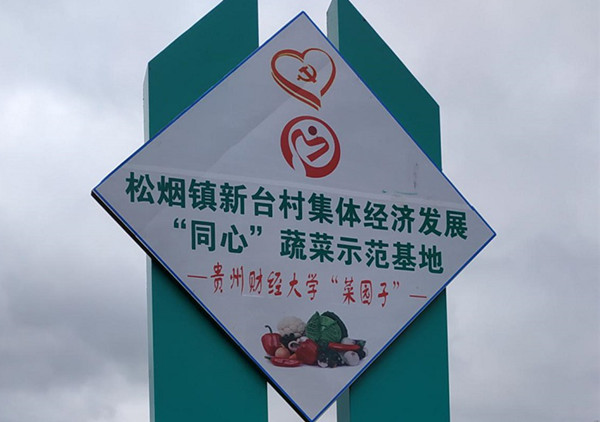 松烟镇新台村集体经济发展
“同心”蔬菜示范基地
—贵州财经大学“菜园子”—